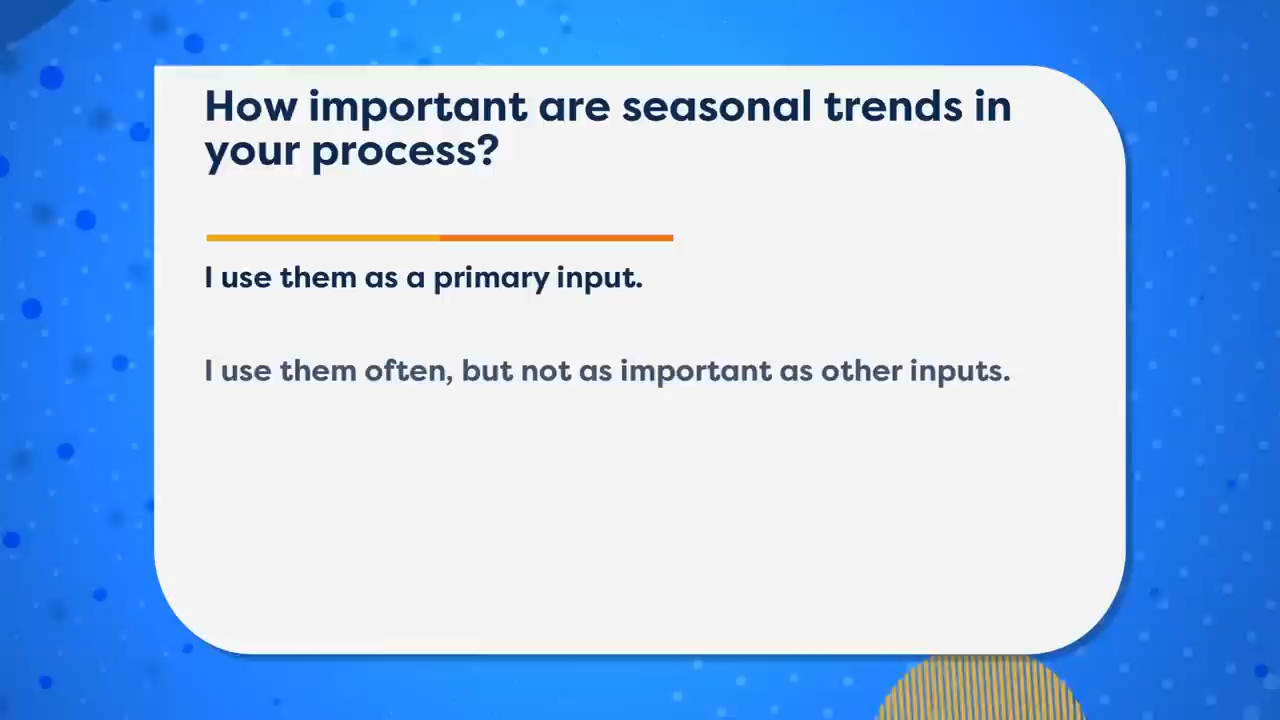 How important are seasonal trends in
your process?
I use them as a primary input.
I use them often, but not as important as other inputs.